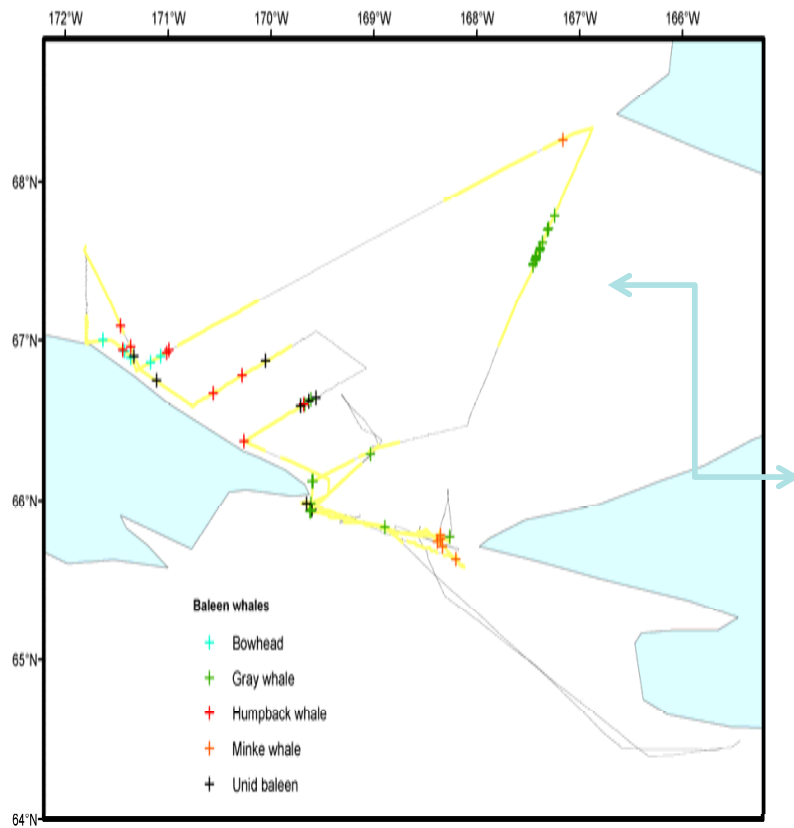 172°W 171°W 170°W 169°W 168°W 167°W 166°W
68°N
67°N
66°N
65°N
64°N
Baleen whales
Bowhead
Gray whale
Humpback whale
Minke whale
Unid baleen